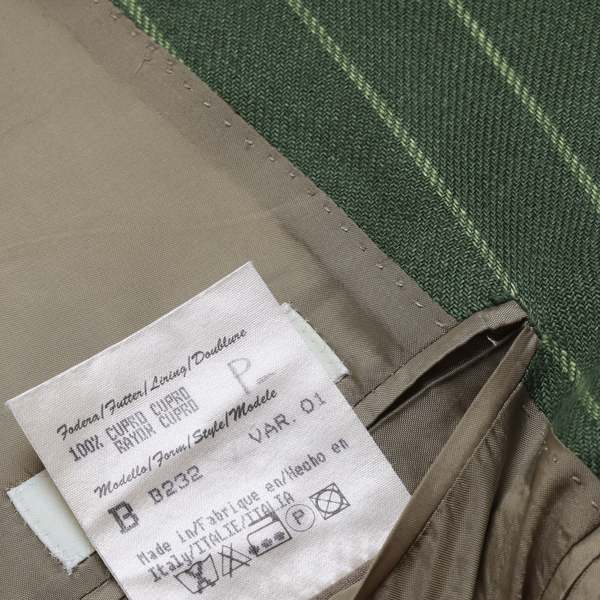 Fodera/Futter/Lining/Doublure
100% CUPRO CUPRO
RAYON CUPRO
P-
Modello/Form/Style/Modele
B B232 VAR. 01
Made in/Fabrique en/Hecho en
Italy/ITALIE/ITALIA
P